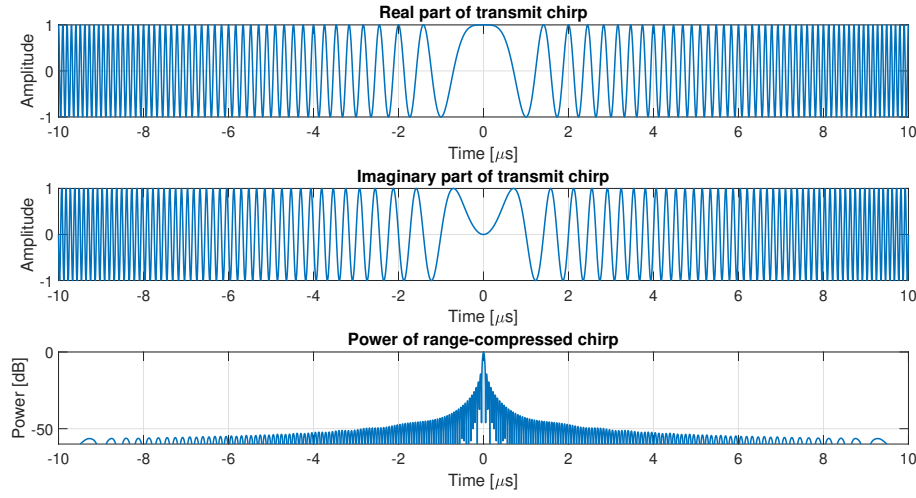 Real part of transmit chirp
1
0
-1
Amplitude
-10 -8 -6 -4 -2 0 2 4 6 8 10
Time [μs]
Imaginary part of transmit chirp
1
0
-1
Amplitude
-10 -8 -6 -4 -2 0 2 4 6 8 10
Time [μs]
Power of range-compressed chirp
0
-50
Power [dB]
-10 -8 -6 -4 -2 0 2 4 6 8 10
Time [μs]